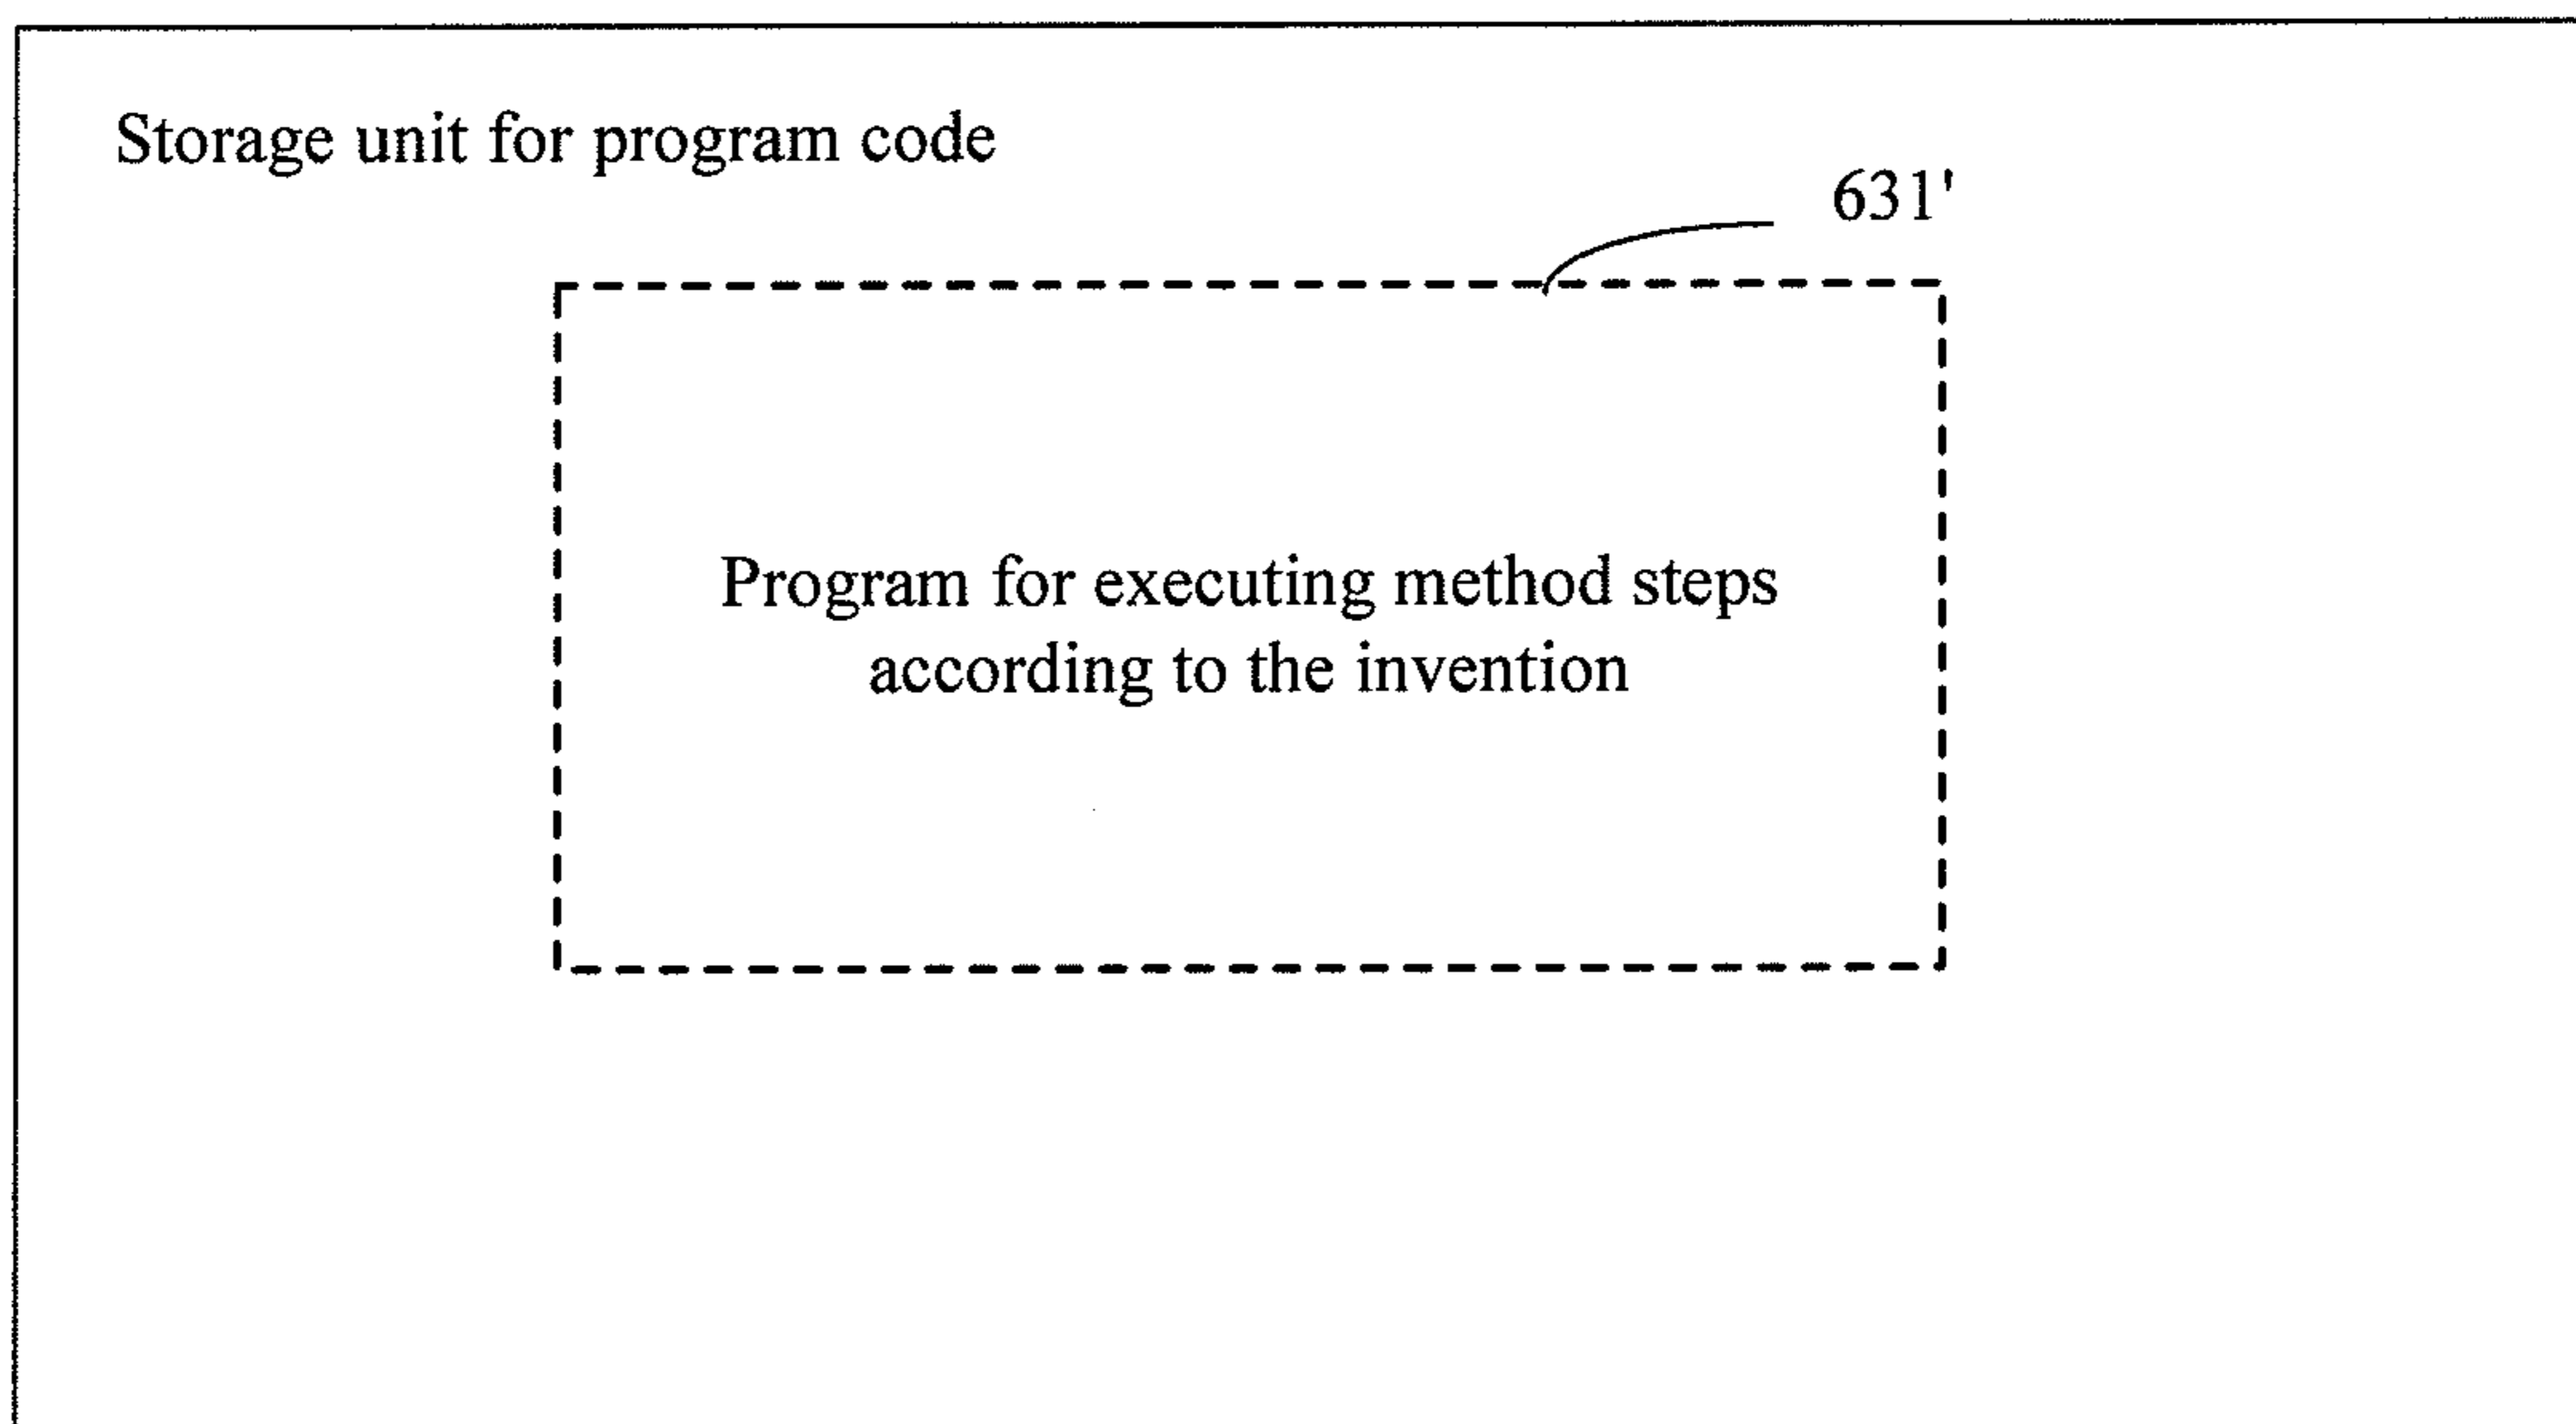 Storage unit for program code
631'
Program for executing method steps
according to the invention